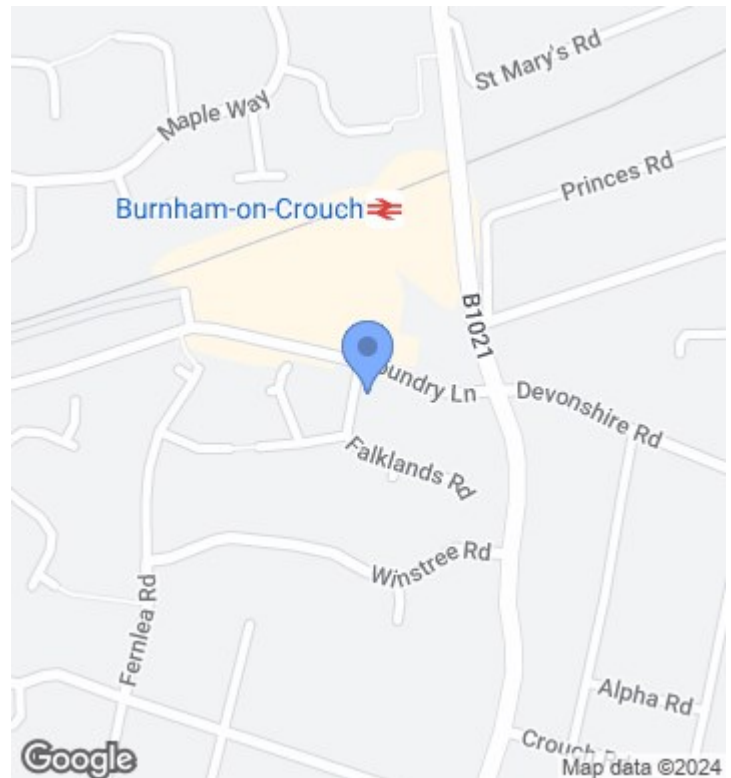 St Mary's Rd
Maple Way
Princes Rd
Burnham-on-Crouch
B1021
oundry Ln
Devonshire Rd
Falklands Rd
Winstree Rd
Fernlea Rd
Alpha Rd
Crouch
Google
Map data ©2024